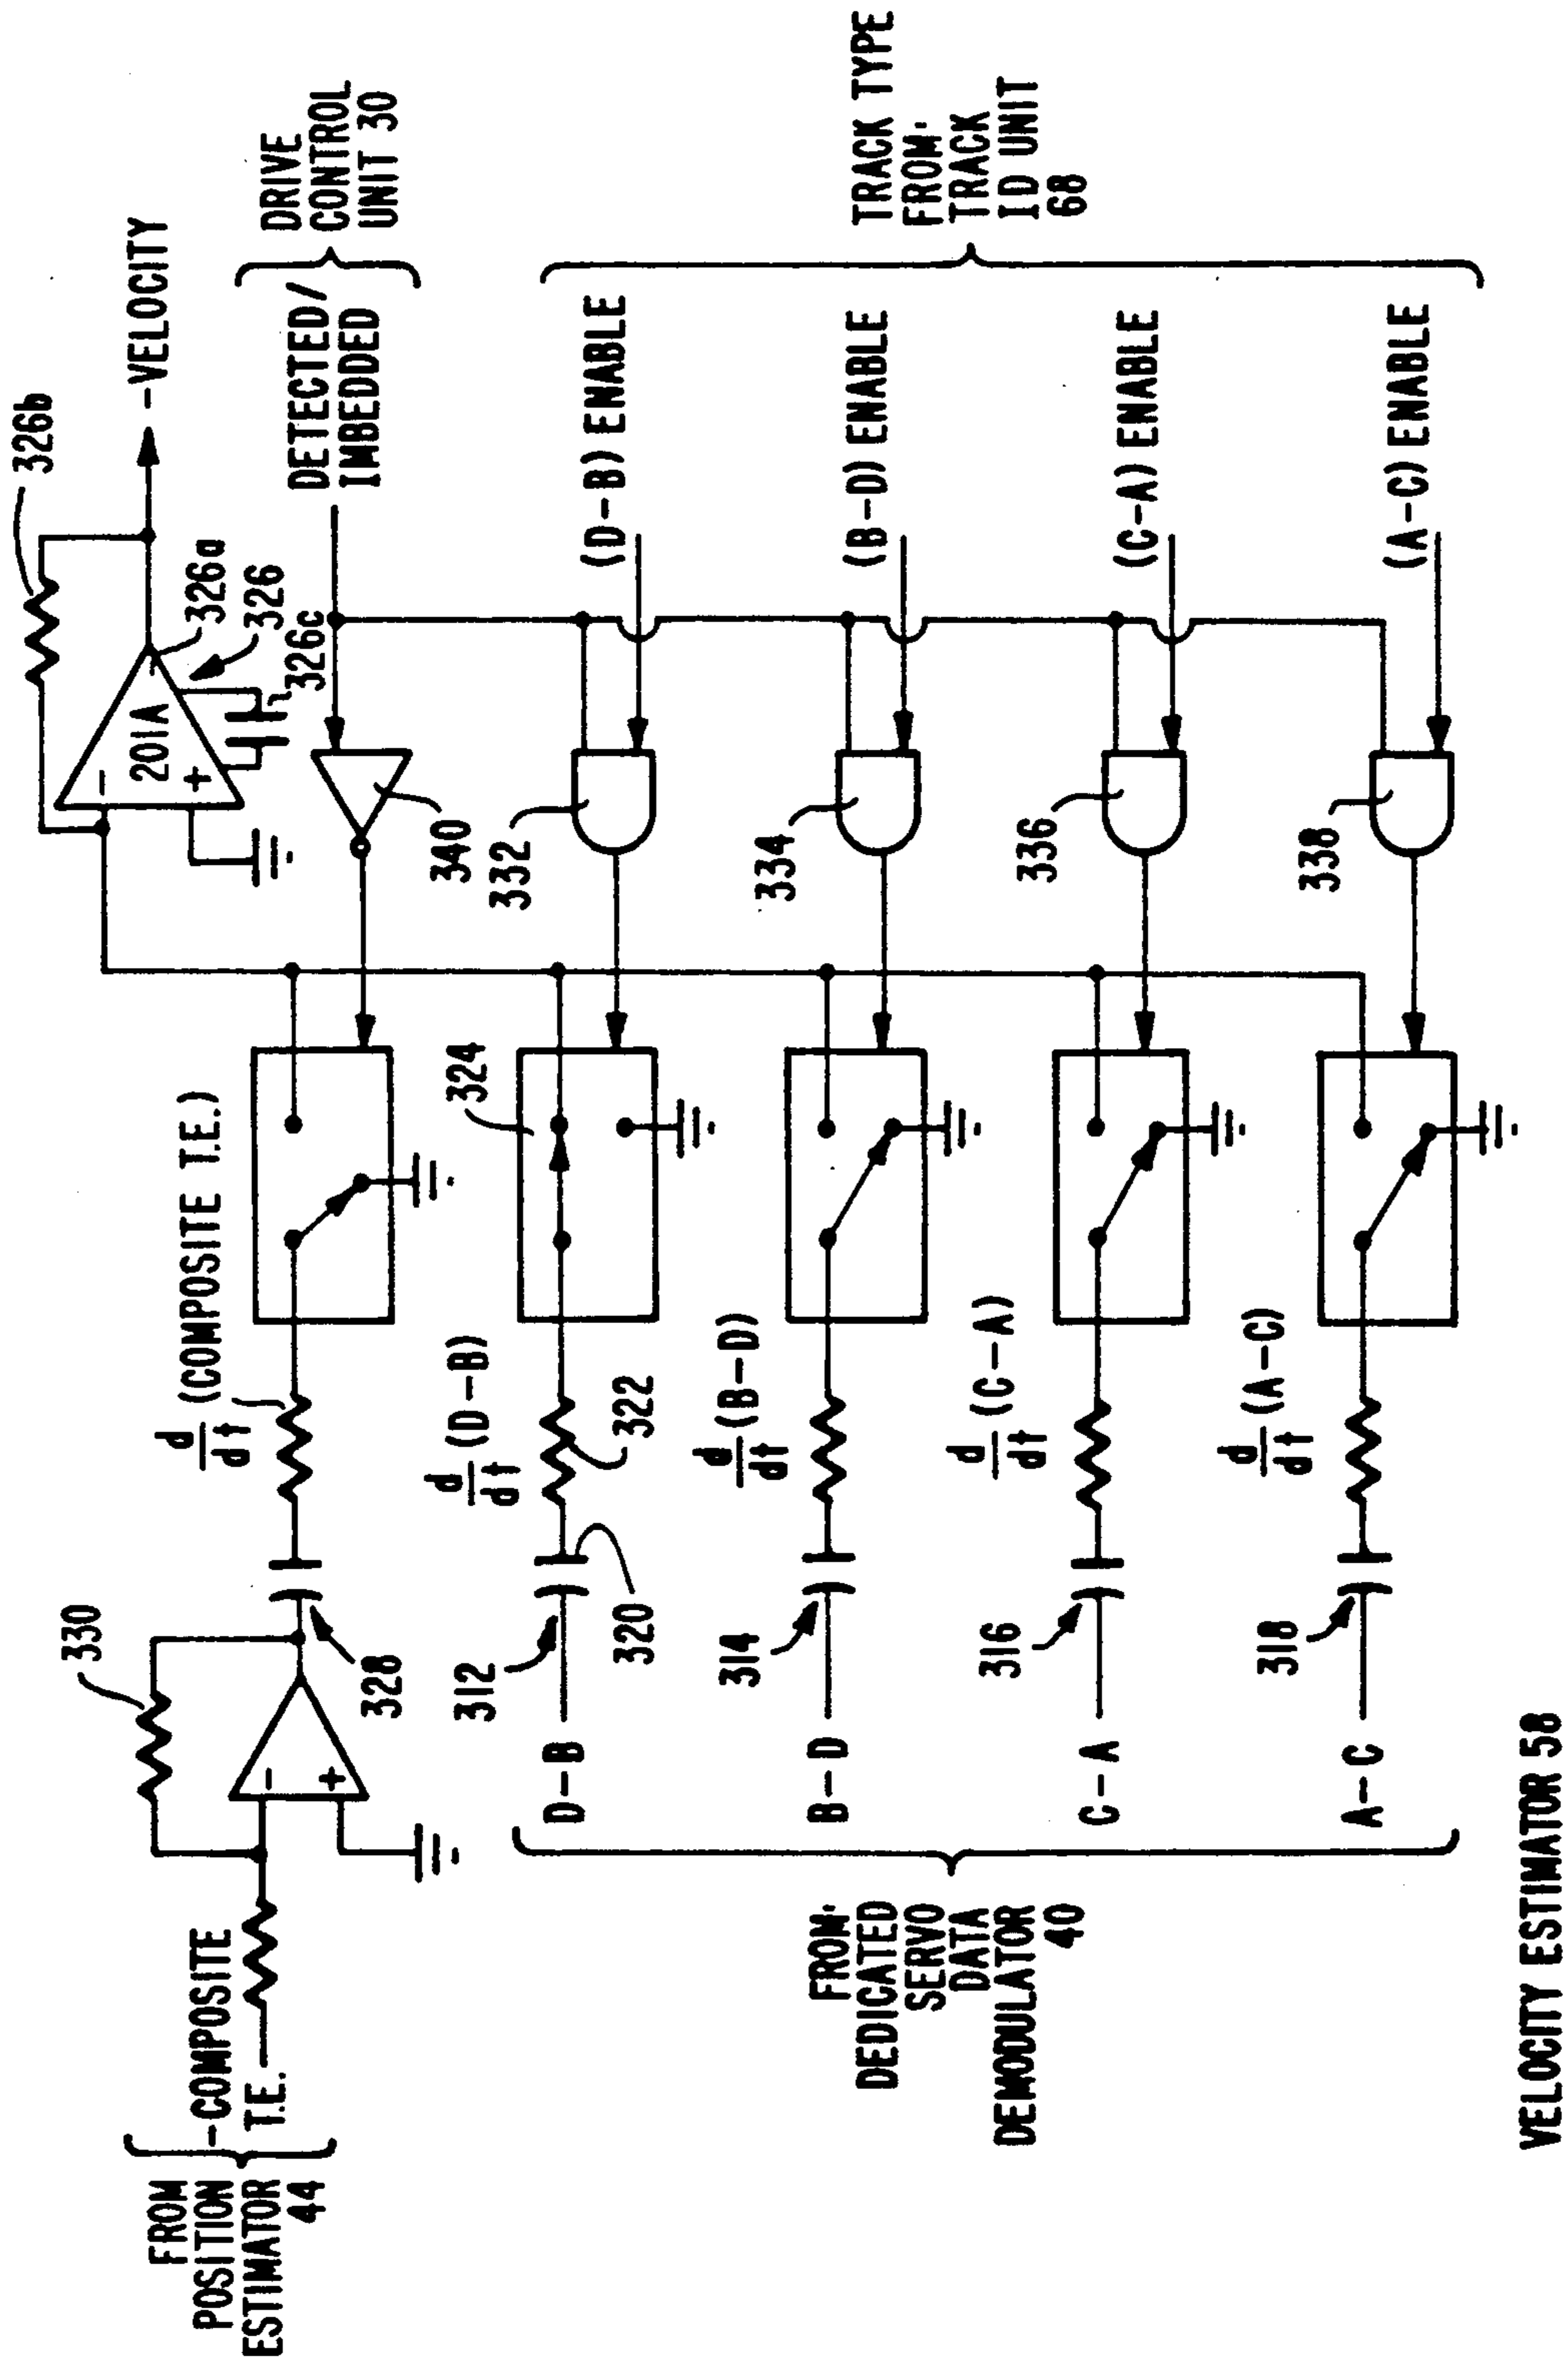 FROM
POSITION
ESTIMATOR
44
-COMPOSITE
T.E.
330
328
d/dt (COMPOSITE T.E.)
326b
-VELOCITY
201A
-
+
-
+
326a
326
326c
DETECTED/
IMBEDDED
DRIVE
CONTROL
UNIT 30
340
FROM:
DEDICATED
SERVO
DATA
DEMODULATOR
40
D-B
312
320
d/dt (D-B)
322
324
332
(D-B) ENABLE
B-D
314
d/dt (B-D)
334
(B-D) ENABLE
C-A
316
d/dt (C-A)
336
(C-A) ENABLE
A-C
318
d/dt (A-C)
338
(A-C) ENABLE
TRACK TYPE
FROM:
TRACK
ID UNIT
68
VELOCITY ESTIMATOR 58